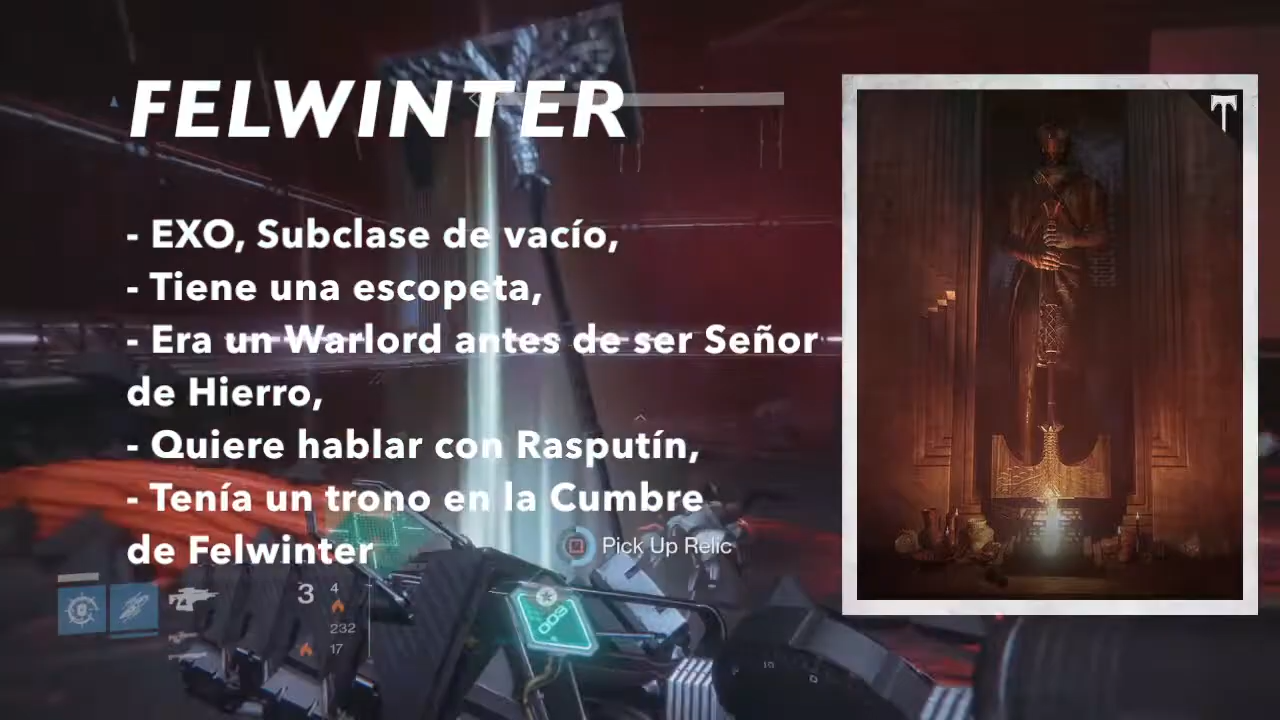 FELWINTER
- EXO, Subclase de vacío,
- Tiene una escopeta,
- Era un Warlord antes de ser Señor
de Hierro,
- Quiere hablar con Rasputín,
- Tenía un trono en la Cumbre
de Felwinter
Pick Up Relic
3
4
232
17
003